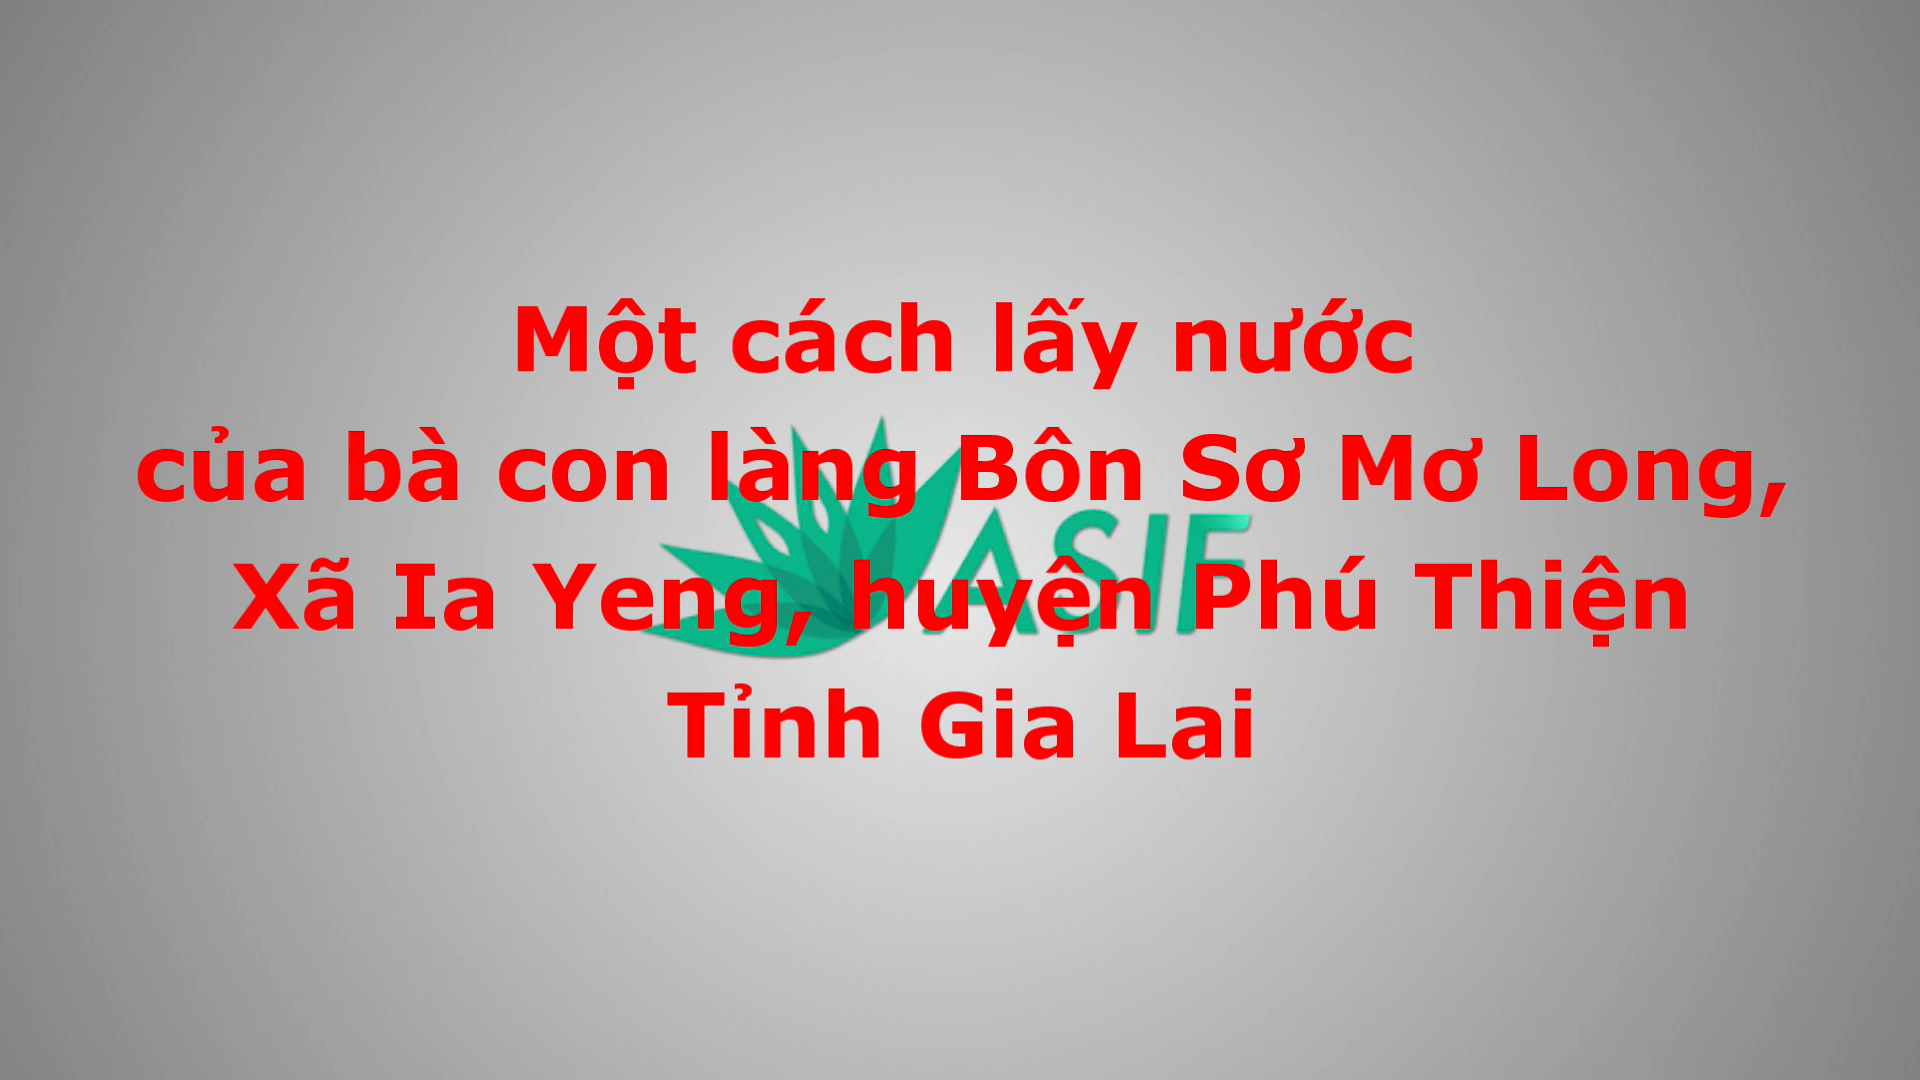 Một cách lấy nước
của bà con làng Bôn Sơ Mơ Long,
Xã Ia Yeng, huyện Phú Thiện
Tỉnh Gia Lai
ASIF